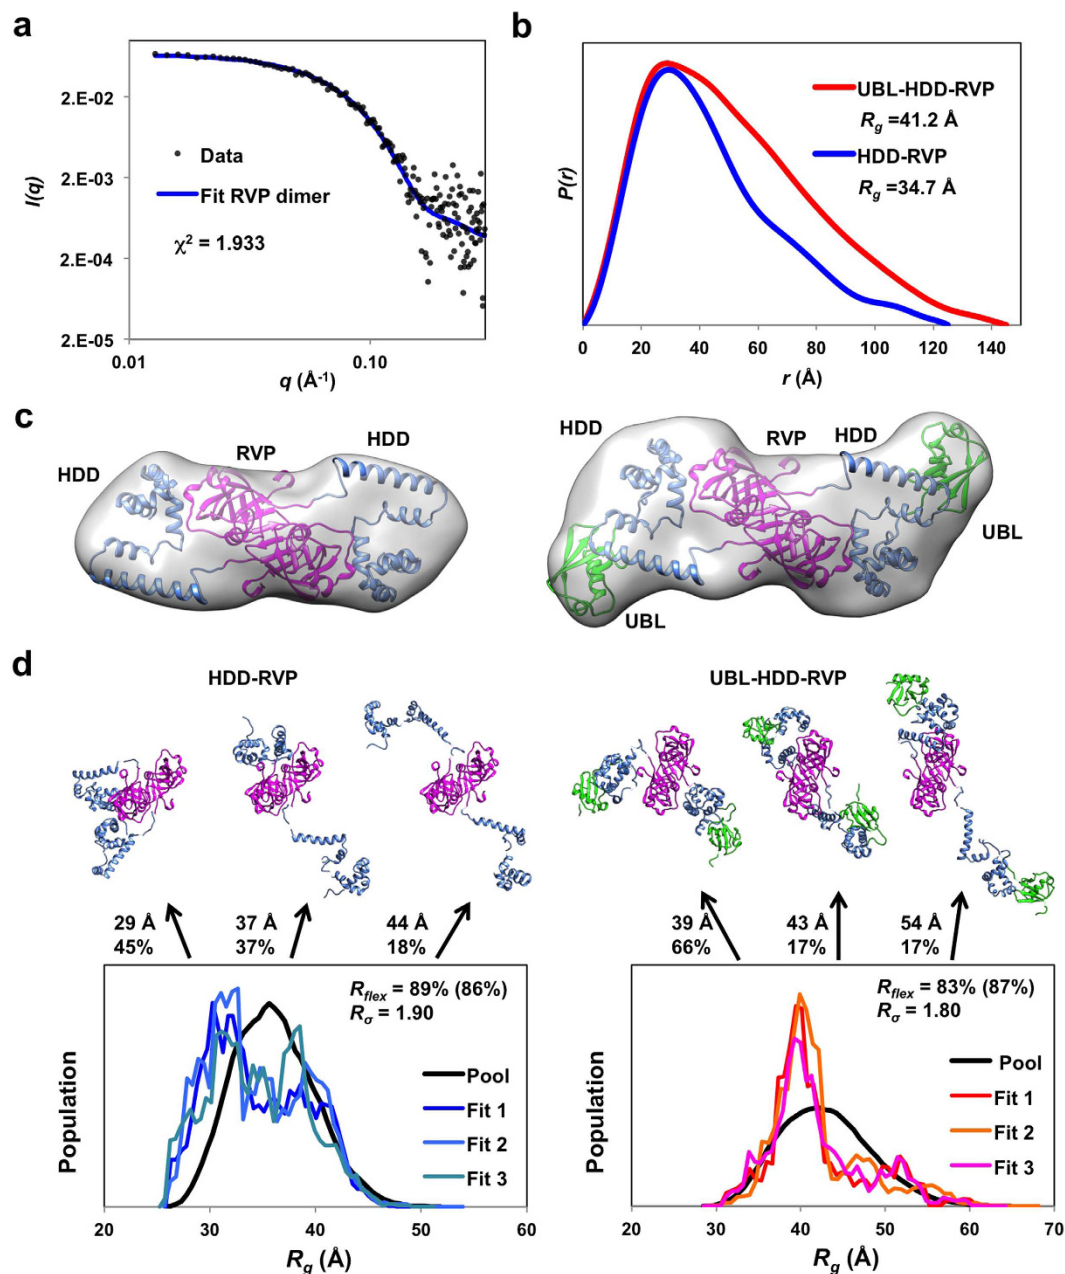 a
I(q)
2.E-02
2.E-03
2.E-04
2.E-05
Data
Fit RVP dimer
χ² = 1.933
0.01
0.10
q (Å⁻¹)
b
P(r)
UBL-HDD-RVP
Rg =41.2 Å
HDD-RVP
Rg =34.7 Å
0 20 40 60 80 100 120 140
r (Å)
c
HDD
RVP
HDD
HDD
RVP
HDD
UBL
UBL
d
HDD-RVP
29 Å
45%
37 Å
37%
44 Å
18%
Rflex = 89% (86%)
Rσ = 1.90
Population
Pool
Fit 1
Fit 2
Fit 3
20 30 40 50 60
Rg (Å)
UBL-HDD-RVP
39 Å
66%
43 Å
17%
54 Å
17%
Rflex = 83% (87%)
Rσ = 1.80
Population
Pool
Fit 1
Fit 2
Fit 3
20 30 40 50 60 70
Rg (Å)